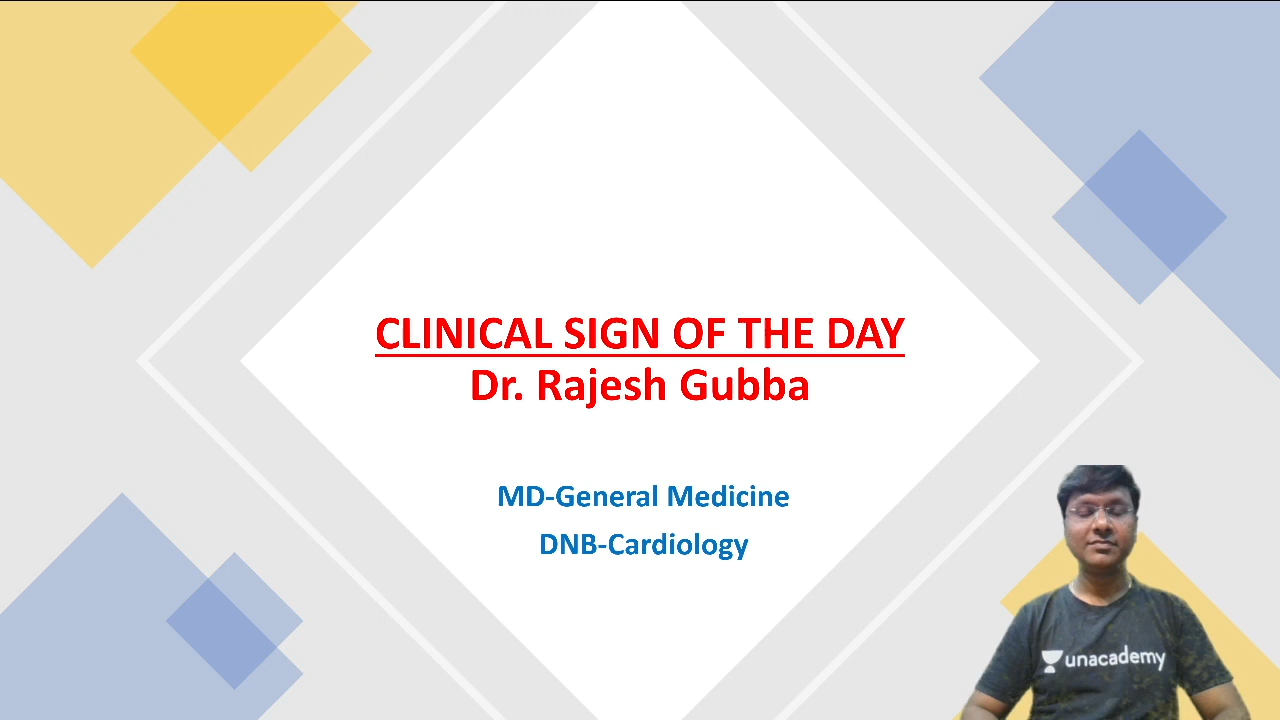 CLINICAL SIGN OF THE DAY
Dr. Rajesh Gubba
MD-General Medicine
DNB-Cardiology
unacademy